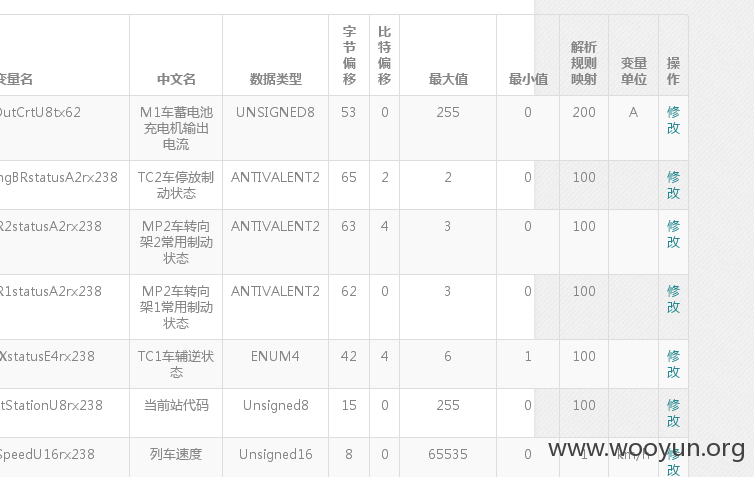 变量名 中文名 数据类型 字节偏移 比特偏移 最大值 最小值 解析规则映射 变量单位 操作
OutCrtU8tx62 M1车蓄电池充电机输出电流 UNSIGNED8 53 0 255 0 200 A 修改
ngBRstatusA2rx238 TC2车停放制动状态 ANTIVALENT2 65 2 2 0 100 修改
R2statusA2rx238 MP2车转向架2常用制动状态 ANTIVALENT2 63 4 3 0 100 修改
R1statusA2rx238 MP2车转向架1常用制动状态 ANTIVALENT2 62 0 3 0 100 修改
XstatusE4rx238 TC1车辅逆状态 ENUM4 42 4 6 1 100 修改
tStationU8rx238 当前站代码 Unsigned8 15 0 255 0 100 修改
SpeedU16rx238 列车速度 Unsigned16 8 0 65535 0 1 km/h 修改
www.wooyun.org